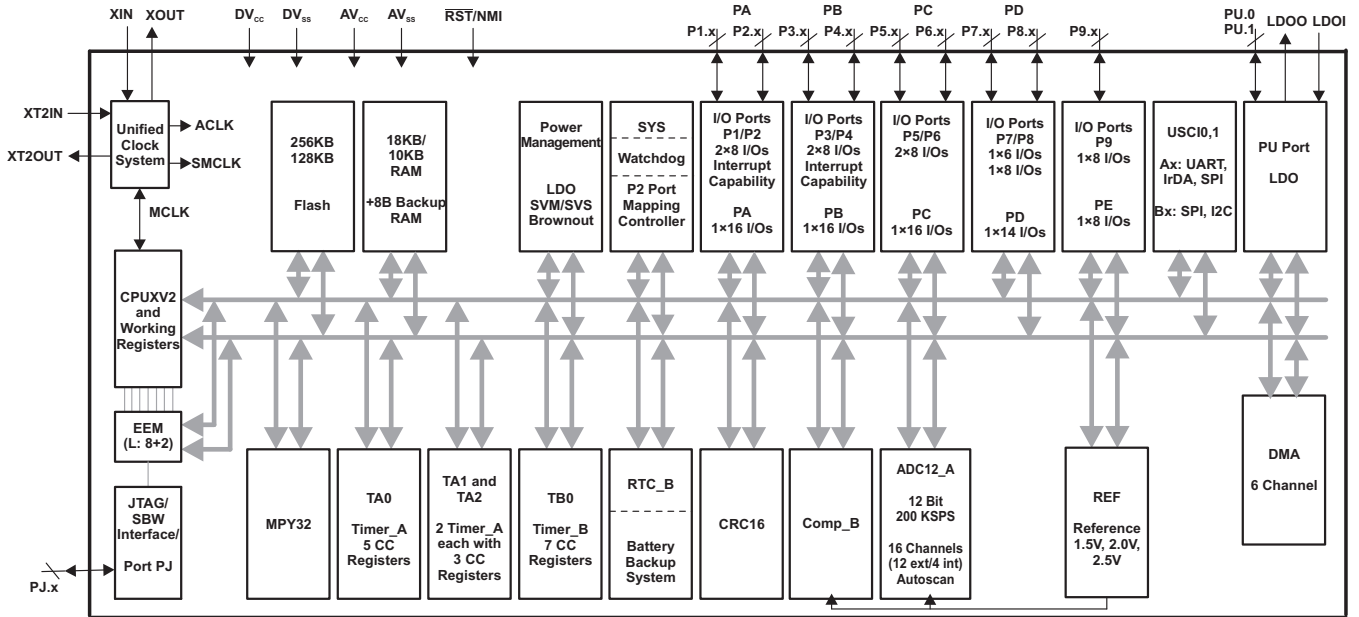 XIN XOUT DVCC DVSS AVCC AVSS RST/NMI PA PB PC PD PU.0 LDOO LDOI
P1.x P2.x P3.x P4.x P5.x P6.x P7.x P8.x P9.x PU.1
XT2IN
XT2OUT
Unified
Clock
System
ACLK
SMCLK
MCLK
256KB
128KB
Flash
18KB/
10KB
RAM
+8B Backup
RAM
Power
Management
LDO
SVM/SVS
Brownout
SYS
Watchdog
P2 Port
Mapping
Controller
I/O Ports
P1/P2
2×8 I/Os
Interrupt
Capability
PA
1×16 I/Os
I/O Ports
P3/P4
2×8 I/Os
Interrupt
Capability
PB
1×16 I/Os
I/O Ports
P5/P6
2×8 I/Os
PC
1×16 I/Os
I/O Ports
P7/P8
1×6 I/Os
1×8 I/Os
PD
1×14 I/Os
I/O Ports
P9
1×8 I/Os
PE
1×8 I/Os
USCI0,1
Ax: UART,
IrDA, SPI
Bx: SPI, I2C
PU Port
LDO
CPUXV2
and
Working
Registers
EEM
(L: 8+2)
JTAG/
SBW
Interface/
Port PJ
PJ.x
MPY32
TA0
Timer_A
5 CC
Registers
TA1 and
TA2
2 Timer_A
each with
3 CC
Registers
TB0
Timer_B
7 CC
Registers
RTC_B
Battery
Backup
System
CRC16
Comp_B
ADC12_A
12 Bit
200 KSPS
16 Channels
(12 ext/4 int)
Autoscan
REF
Reference
1.5V, 2.0V,
2.5V
DMA
6 Channel